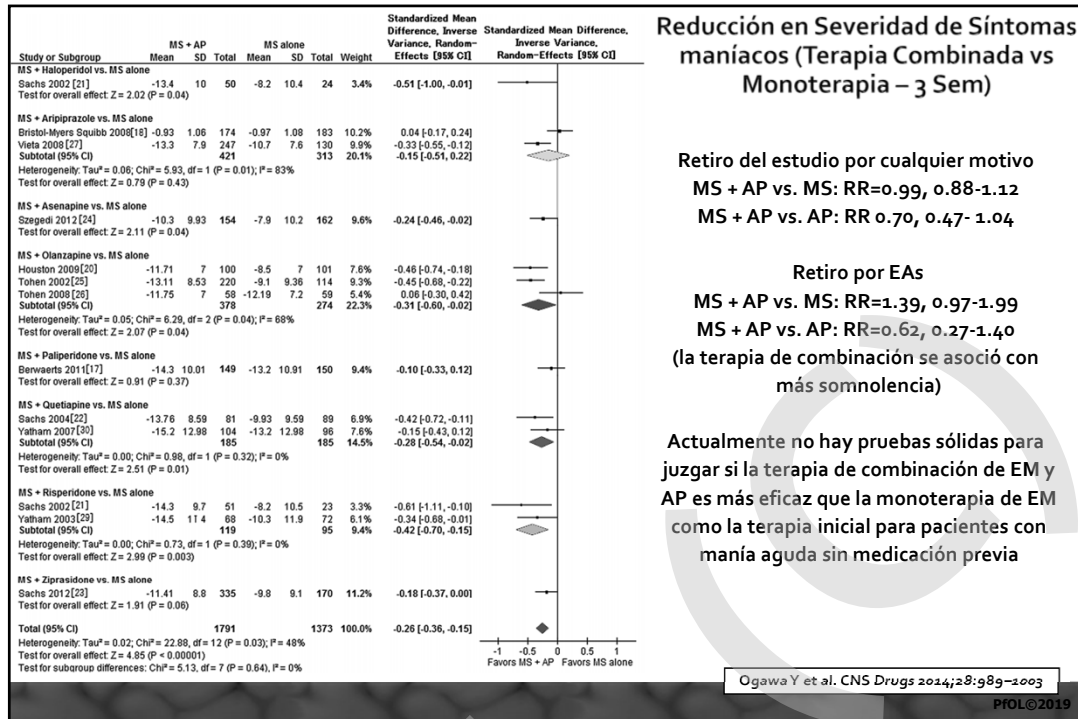 Reducción en Severidad de Síntomas
maníacos (Terapia Combinada vs
Monoterapia – 3 Sem)
Standardized Mean
Difference, Inverse Standardized Mean Difference,
MS + AP MS alone Variance, Random- Inverse Variance,
Study or Subgroup Mean SD Total Mean SD Total Weight Effects [95% CI] Random-Effects [95% CI]
MS + Haloperidol vs. MS alone
Sachs 2002 [21] -13.4 10 50 -8.2 10.4 24 3.4% -0.51 [-1.00, -0.01]
Test for overall effect: Z = 2.02 (P = 0.04)
MS + Aripiprazole vs. MS alone
Bristol-Myers Squibb 2008[18] -0.93 1.06 174 -0.97 1.08 183 10.2% 0.04 [-0.17, 0.24]
Vieta 2008 [27] -13.3 7.9 247 -10.7 7.6 130 9.9% -0.33 [-0.55, -0.12]
Subtotal (95% CI) 421 313 20.1% -0.15 [-0.51, 0.22]
Heterogeneity: Tau² = 0.06; Chi² = 5.93, df = 1 (P = 0.01); I² = 83%
Test for overall effect: Z = 0.79 (P = 0.43)
MS + Asenapine vs. MS alone
Szegedi 2012 [24] -10.3 9.93 154 -7.9 10.2 162 9.6% -0.24 [-0.46, -0.02]
Test for overall effect: Z = 2.11 (P = 0.04)
MS + Olanzapine vs. MS alone
Houston 2009[20] -11.71 7 100 -8.5 7 101 7.6% -0.46 [-0.74, -0.18]
Tohen 2002[25] -13.11 8.53 220 -9.1 9.36 114 9.3% -0.45 [-0.68, -0.22]
Tohen 2008 [26] -11.75 7 58 -12.19 7.2 59 5.4% 0.06 [-0.30, 0.42]
Subtotal (95% CI) 378 274 22.3% -0.31 [-0.60, -0.02]
Heterogeneity: Tau² = 0.05; Chi² = 6.29, df = 2 (P = 0.04); I² = 68%
Test for overall effect: Z = 2.07 (P = 0.04)
MS + Paliperidone vs. MS alone
Berwaerts 2011[17] -14.3 10.01 149 -13.2 10.91 150 9.4% -0.10 [-0.33, 0.12]
Test for overall effect: Z = 0.91 (P = 0.37)
MS + Quetiapine vs. MS alone
Sachs 2004[22] -13.76 8.59 81 -9.93 9.59 89 6.9% -0.42 [-0.72, -0.11]
Yatham 2007[30] -15.2 12.98 104 -13.2 12.98 96 7.6% -0.15 [-0.43, 0.12]
Subtotal (95% CI) 185 185 14.5% -0.28 [-0.54, -0.02]
Heterogeneity: Tau² = 0.00; Chi² = 0.98, df = 1 (P = 0.32); I² = 0%
Test for overall effect: Z = 2.51 (P = 0.01)
MS + Risperidone vs. MS alone
Sachs 2002[21] -14.3 9.7 51 -8.2 10.5 23 3.3% -0.61 [-1.11, -0.10]
Yatham 2003[29] -14.5 11 4 68 -10.3 11.9 72 6.1% -0.34 [-0.68, -0.01]
Subtotal (95% CI) 119 95 9.4% -0.42 [-0.70, -0.15]
Heterogeneity: Tau² = 0.00; Chi² = 0.73, df = 1 (P = 0.39); I² = 0%
Test for overall effect: Z = 2.99 (P = 0.003)
MS + Ziprasidone vs. MS alone
Sachs 2012[23] -11.41 8.8 335 -9.8 9.1 170 11.2% -0.18 [-0.37, 0.00]
Test for overall effect: Z = 1.91 (P = 0.06)
Total (95% CI) 1791 1373 100.0% -0.26 [-0.36, -0.15]
Heterogeneity: Tau² = 0.02; Chi² = 22.88, df = 12 (P = 0.03); I² = 48%
Test for overall effect: Z = 4.85 (P < 0.00001)
Test for subgroup differences: Chi² = 5.13, df = 7 (P = 0.64), I² = 0%
-1 -0.5 0 0.5 1
Favors MS + AP Favors MS alone
Retiro del estudio por cualquier motivo
MS + AP vs. MS: RR=0.99, 0.88-1.12
MS + AP vs. AP: RR 0.70, 0.47- 1.04
Retiro por EAs
MS + AP vs. MS: RR=1.39, 0.97-1.99
MS + AP vs. AP: RR=0.62, 0.27-1.40
(la terapia de combinación se asoció con
más somnolencia)
Actualmente no hay pruebas sólidas para
juzgar si la terapia de combinación de EM y
AP es más eficaz que la monoterapia de EM
como la terapia inicial para pacientes con
manía aguda sin medicación previa
Ogawa Y et al. CNS Drugs 2014;28:989–1003
PfOL©2019